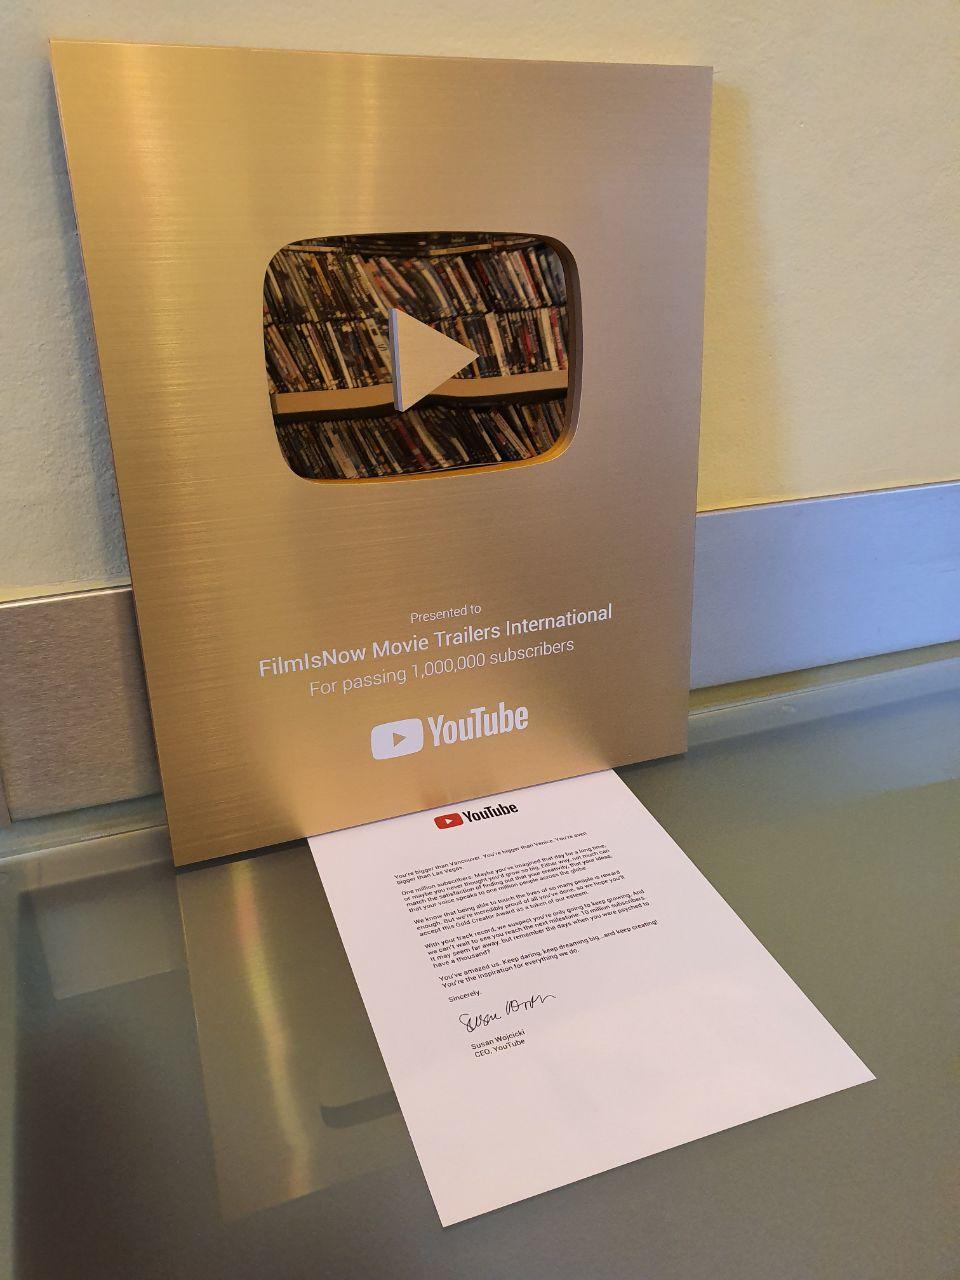 Presented to
FilmIsNow Movie Trailers International
For passing 1,000,000 subscribers
YouTube
YouTube
You're bigger than Vancouver. You're bigger than Venice. You're even
bigger than Las Vegas.
One million subscribers. Maybe you've imagined that day for a long time,
or maybe you never thought you'd grow so big. Either way, not much can
match the satisfaction of finding out that your creativity, that your ideas,
that your voice speaks to one million people across the globe.
We know that being able to touch the lives of so many people is reward
enough. But we're incredibly proud of all you've done, so we hope you'll
accept this Gold Creator Award as a token of our esteem.
With your track record, we suspect you're only going to keep growing. And
we can't wait to see you reach the next milestone: 10 million subscribers.
It may seem far away, but remember the days when you were psyched to
have a thousand?
You've amazed us. Keep daring, keep dreaming big...and keep creating!
You're the inspiration for everything we do.
Sincerely,
Susan Wojcicki
CEO, YouTube